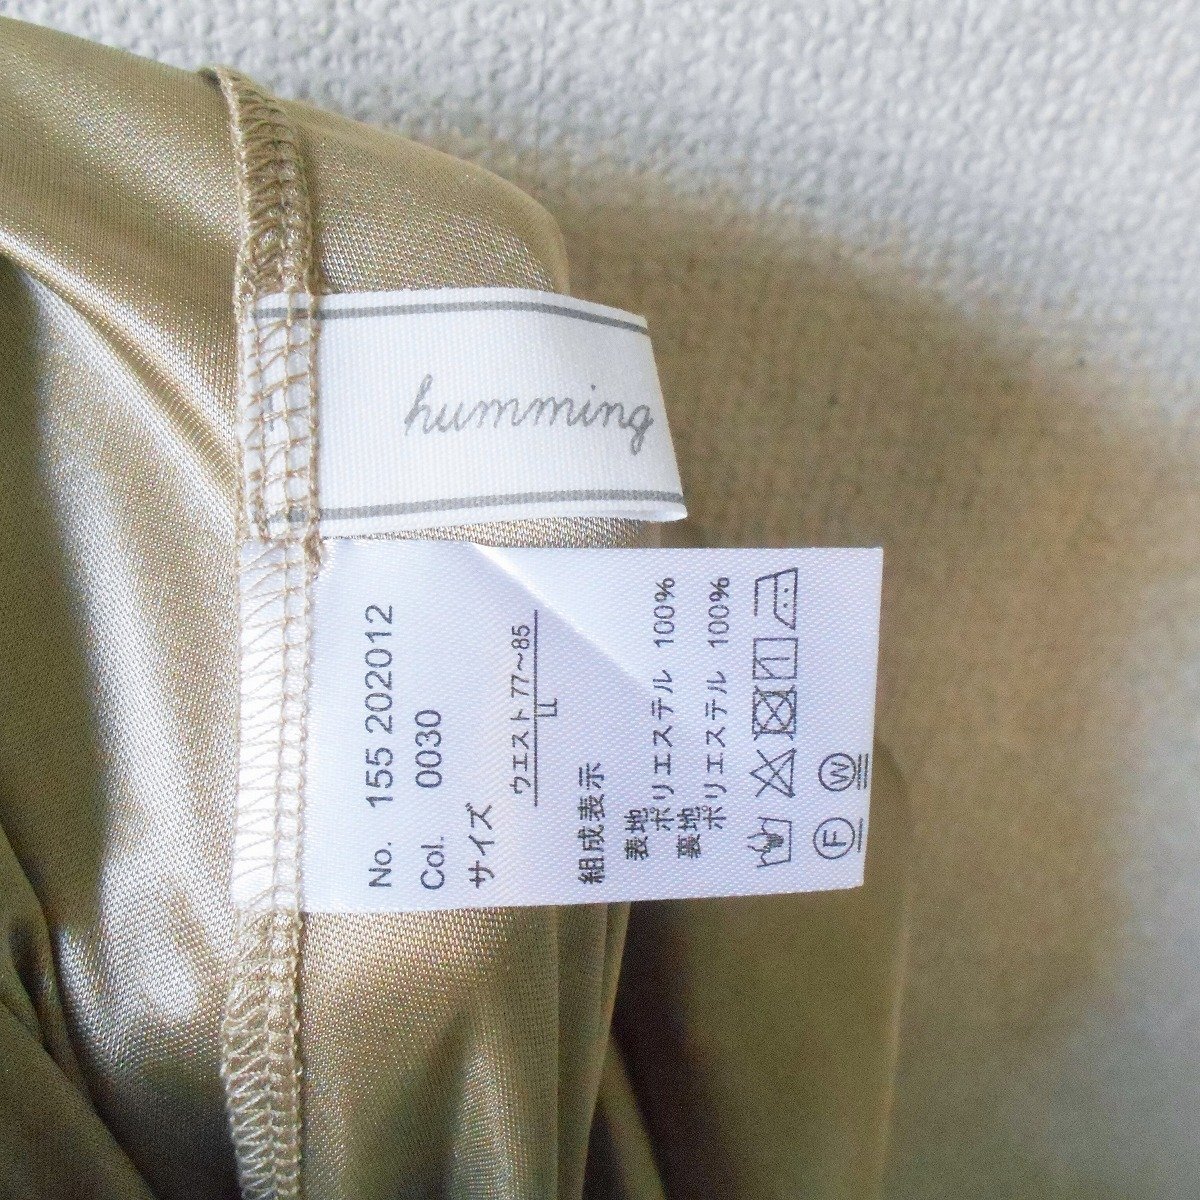 humming
No. 155 202012
Col. 0030
サイズ
ウエスト77～85
LL
組成表示
表地
ポリエステル 100%
裏地
ポリエステル 100%
F
W